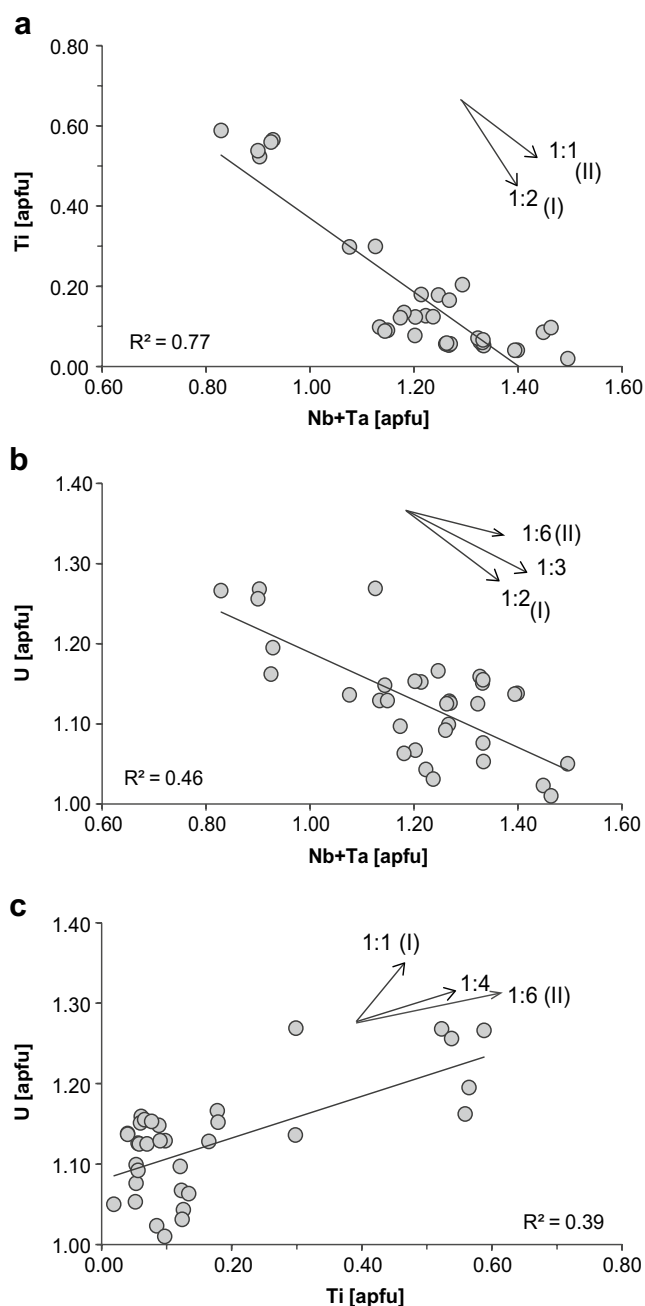 a
0.80
0.60
0.40
0.20
0.00
Ti [apfu]
1:1
(II)
1:2 (I)
R² = 0.77
0.60 0.80 1.00 1.20 1.40 1.60
Nb+Ta [apfu]
b
1.40
1.30
1.20
1.10
1.00
U [apfu]
1:6 (II)
1:3
1:2 (I)
R² = 0.46
0.60 0.80 1.00 1.20 1.40 1.60
Nb+Ta [apfu]
c
1.40
1.30
1.20
1.10
1.00
U [apfu]
1:1 (I)
1:4
1:6 (II)
R² = 0.39
0.00 0.20 0.40 0.60 0.80
Ti [apfu]